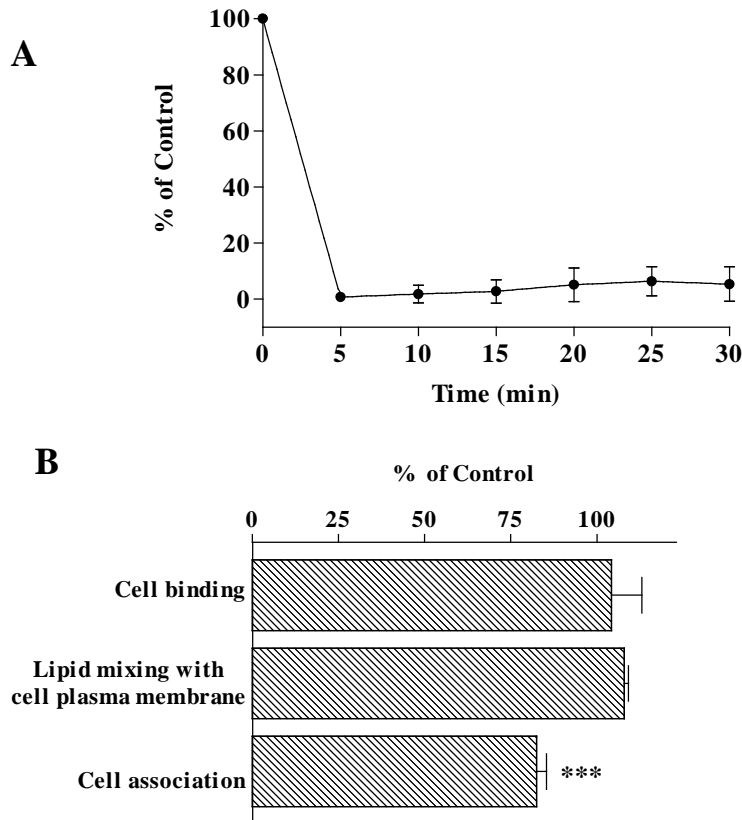 A
% of Control
100
80
60
40
20
0
0 5 10 15 20 25 30
Time (min)
B
% of Control
0 25 50 75 100
Cell binding
Lipid mixing with
cell plasma membrane
Cell association
***